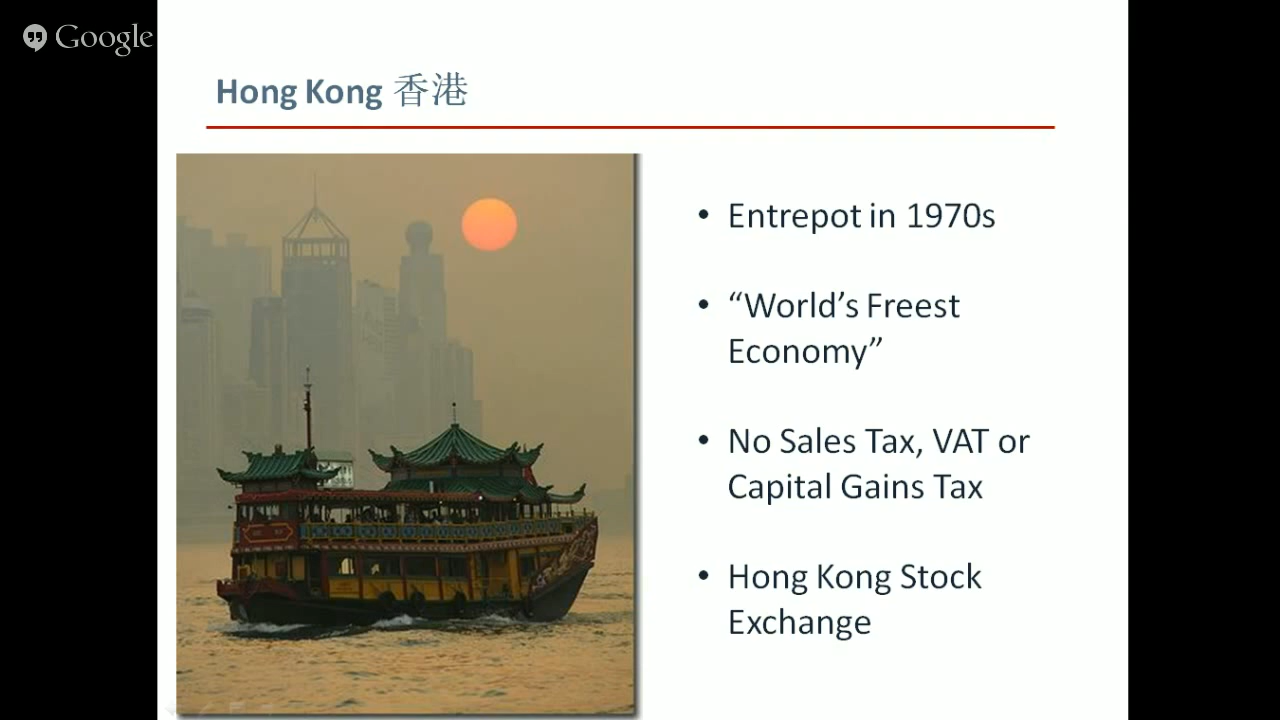 Google
Hong Kong 香港
• Entrepot in 1970s
• “World’s Freest
Economy”
• No Sales Tax, VAT or
Capital Gains Tax
• Hong Kong Stock
Exchange